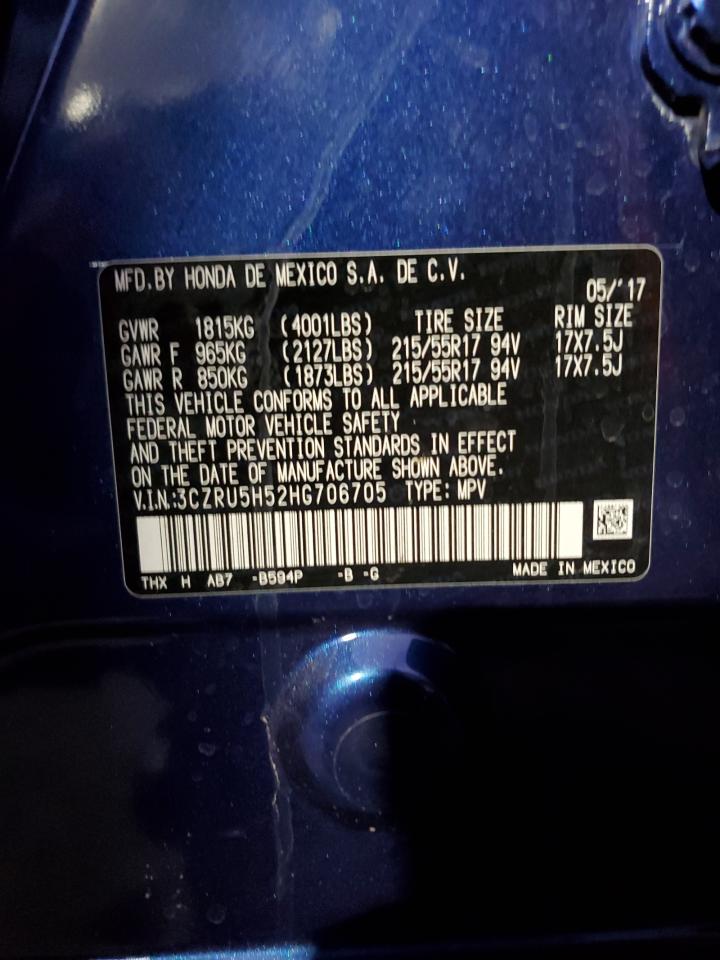 MFD.BY HONDA DE MEXICO S.A. DE C.V.
05/'17
GVWR 1815KG (4001LBS) TIRE SIZE RIM SIZE
GAWR F 965KG (2127LBS) 215/55R17 94V 17X7.5J
GAWR R 850KG (1873LBS) 215/55R17 94V 17X7.5J
THIS VEHICLE CONFORMS TO ALL APPLICABLE
FEDERAL MOTOR VEHICLE SAFETY
AND THEFT PREVENTION STANDARDS IN EFFECT
ON THE DATE OF MANUFACTURE SHOWN ABOVE.
V.I.N.:3CZRU5H52HG706705 TYPE: MPV
THX H AB7 -B594P -B -G MADE IN MEXICO